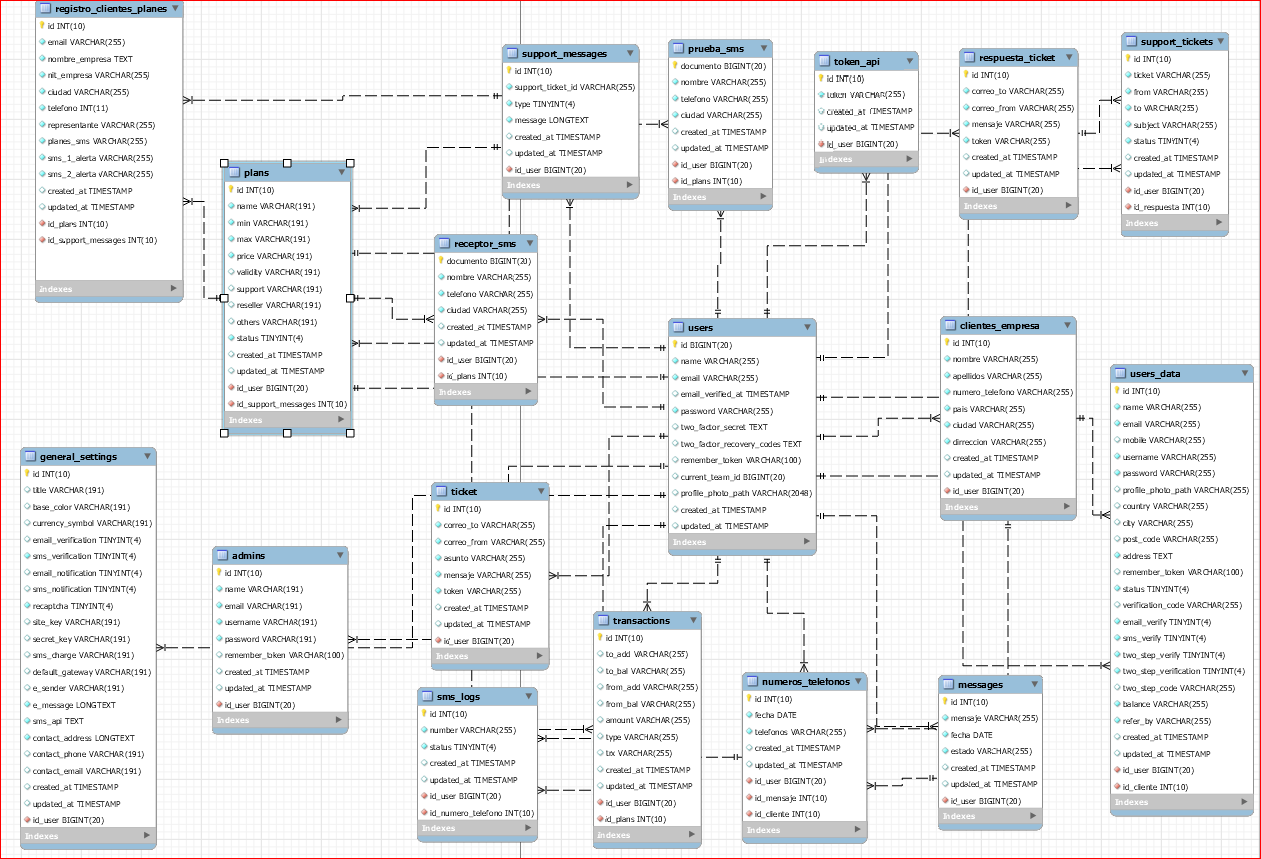 registro_clientes_planes
id INT(10)
email VARCHAR(255)
nombre_empresa TEXT
nit_empresa VARCHAR(255)
ciudad VARCHAR(255)
telefono INT(11)
representante VARCHAR(255)
planes_sms VARCHAR(255)
sms_1_alerta VARCHAR(255)
sms_2_alerta VARCHAR(255)
created_at TIMESTAMP
updated_at TIMESTAMP
id_plans INT(10)
id_support_messages INT(10)
Indexes
plans
id INT(10)
name VARCHAR(191)
min VARCHAR(191)
max VARCHAR(191)
price VARCHAR(191)
validity VARCHAR(191)
support VARCHAR(191)
reseller VARCHAR(191)
others VARCHAR(191)
status TINYINT(4)
created_at TIMESTAMP
updated_at TIMESTAMP
id_user BIGINT(20)
id_support_messages INT(10)
Indexes
support_messages
id INT(10)
support_ticket_id VARCHAR(255)
type TINYINT(4)
message LONGTEXT
created_at TIMESTAMP
updated_at TIMESTAMP
id_user BIGINT(20)
Indexes
prueba_sms
documento BIGINT(20)
nombre VARCHAR(255)
telefono VARCHAR(255)
ciudad VARCHAR(255)
created_at TIMESTAMP
updated_at TIMESTAMP
id_user BIGINT(20)
id_plans INT(10)
Indexes
token_api
id INT(10)
token VARCHAR(255)
created_at TIMESTAMP
updated_at TIMESTAMP
id_user BIGINT(20)
Indexes
respuesta_ticket
id INT(10)
correo_to VARCHAR(255)
correo_from VARCHAR(255)
mensaje VARCHAR(255)
token VARCHAR(255)
created_at TIMESTAMP
updated_at TIMESTAMP
id_user BIGINT(20)
Indexes
support_tickets
id INT(10)
ticket VARCHAR(255)
from VARCHAR(255)
to VARCHAR(255)
subject VARCHAR(255)
status TINYINT(4)
created_at TIMESTAMP
updated_at TIMESTAMP
id_user BIGINT(20)
id_respuesta INT(10)
Indexes
receptor_sms
documento BIGINT(20)
nombre VARCHAR(255)
telefono VARCHAR(255)
ciudad VARCHAR(255)
created_at TIMESTAMP
updated_at TIMESTAMP
id_user BIGINT(20)
id_plans INT(10)
Indexes
users
id BIGINT(20)
name VARCHAR(255)
email VARCHAR(255)
email_verified_at TIMESTAMP
password VARCHAR(255)
two_factor_secret TEXT
two_factor_recovery_codes TEXT
remember_token VARCHAR(100)
current_team_id BIGINT(20)
profile_photo_path VARCHAR(2048)
created_at TIMESTAMP
updated_at TIMESTAMP
Indexes
clientes_empresa
id INT(10)
nombre VARCHAR(255)
apellidos VARCHAR(255)
numuro_telefono VARCHAR(255)
pais VARCHAR(255)
ciudad VARCHAR(255)
direccion VARCHAR(255)
created_at TIMESTAMP
updated_at TIMESTAMP
id_user BIGINT(20)
Indexes
users_data
id INT(10)
name VARCHAR(255)
email VARCHAR(255)
mobile VARCHAR(255)
username VARCHAR(255)
password VARCHAR(255)
profile_photo_path VARCHAR(255)
country VARCHAR(255)
city VARCHAR(255)
post_code VARCHAR(255)
address TEXT
remember_token VARCHAR(100)
status TINYINT(4)
verification_code VARCHAR(255)
email_verify TINYINT(4)
sms_verify TINYINT(4)
two_step_verify TINYINT(4)
two_step_verification TINYINT(4)
two_step_code VARCHAR(255)
balance VARCHAR(255)
refer_by VARCHAR(255)
created_at TIMESTAMP
updated_at TIMESTAMP
id_user BIGINT(20)
id_cliente INT(10)
Indexes
general_settings
id INT(10)
title VARCHAR(191)
base_color VARCHAR(191)
currency_symbol VARCHAR(191)
email_verification TINYINT(4)
sms_verification TINYINT(4)
email_notification TINYINT(4)
sms_notification TINYINT(4)
recaptcha TINYINT(4)
site_key VARCHAR(191)
secret_key VARCHAR(191)
sms_charge VARCHAR(191)
default_gateway VARCHAR(191)
e_sender VARCHAR(191)
e_message LONGTEXT
sms_api TEXT
contact_address LONGTEXT
contact_phone VARCHAR(191)
contact_email VARCHAR(191)
created_at TIMESTAMP
updated_at TIMESTAMP
id_user BIGINT(20)
Indexes
admins
id INT(10)
name VARCHAR(191)
email VARCHAR(191)
username VARCHAR(191)
password VARCHAR(191)
remember_token VARCHAR(100)
created_at TIMESTAMP
updated_at TIMESTAMP
id_user BIGINT(20)
Indexes
ticket
id INT(10)
correo_to VARCHAR(255)
correo_from VARCHAR(255)
asunto VARCHAR(255)
mensaje VARCHAR(255)
token VARCHAR(255)
created_at TIMESTAMP
updated_at TIMESTAMP
id_user BIGINT(20)
Indexes
sms_logs
id INT(10)
number VARCHAR(255)
status TINYINT(4)
created_at TIMESTAMP
updated_at TIMESTAMP
id_user BIGINT(20)
id_numero_telefono INT(10)
Indexes
transactions
id INT(10)
to_add VARCHAR(255)
to_bal VARCHAR(255)
from_add VARCHAR(255)
from_bal VARCHAR(255)
amount VARCHAR(255)
type VARCHAR(255)
trx VARCHAR(255)
created_at TIMESTAMP
updated_at TIMESTAMP
id_user BIGINT(20)
id_plans INT(10)
Indexes
numeros_telefonos
id INT(10)
fecha DATE
telefonos VARCHAR(255)
created_at TIMESTAMP
updated_at TIMESTAMP
id_user BIGINT(20)
id_mensaje INT(10)
id_cliente INT(10)
Indexes
messages
id INT(10)
mensaje VARCHAR(255)
fecha DATE
estado VARCHAR(255)
created_at TIMESTAMP
updated_at TIMESTAMP
id_user BIGINT(20)
Indexes